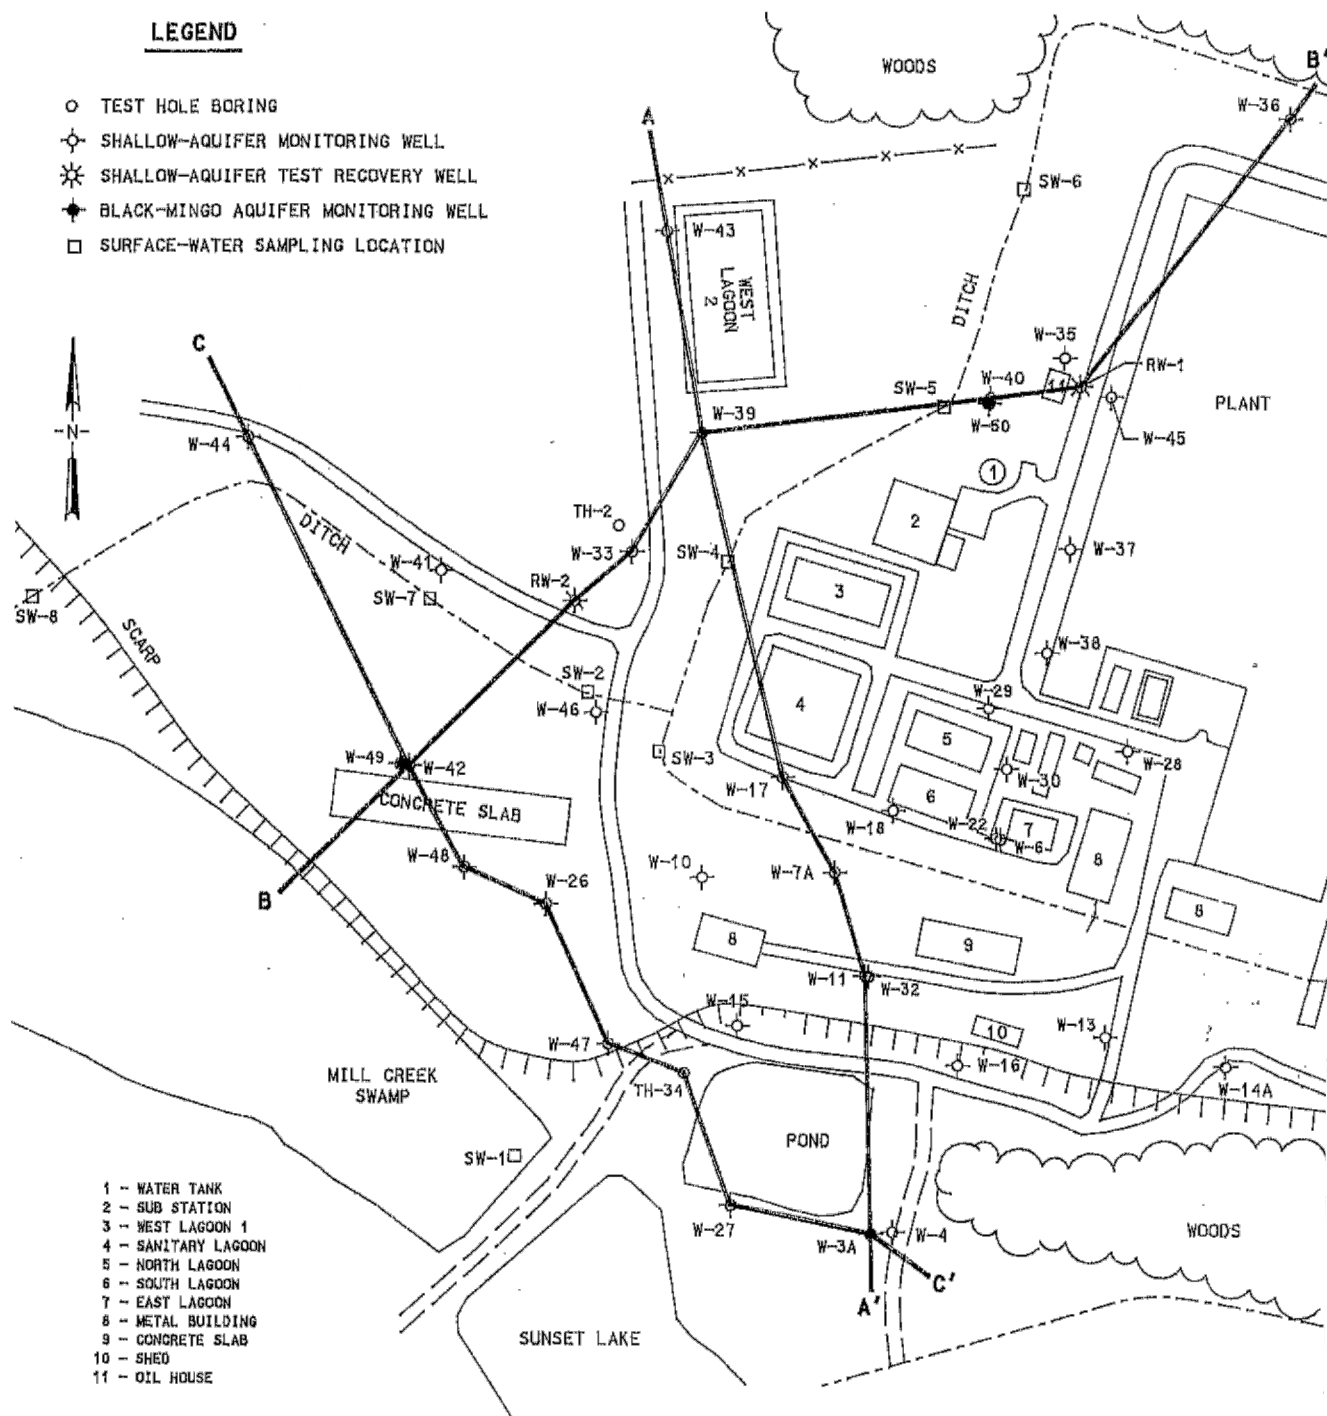 LEGEND
TEST HOLE BORING
SHALLOW-AQUIFER MONITORING WELL
SHALLOW-AQUIFER TEST RECOVERY WELL
BLACK-MINGO AQUIFER MONITORING WELL
SURFACE-WATER SAMPLING LOCATION
WOODS
B'
W-36
A
SW-6
W-43
WEST
LAGOON
2
DITCH
C
W-35
RW-1
11
W-40
SW-5
PLANT
W-39
W-50
N
W-44
W-45
1
TH-2
2
DITCH
W-33
W-37
W-41
SW-4
RW-2
3
SW-7
SW-8
SCARP
W-38
SW-2
W-29
4
W-46
5
SW-3
W-28
W-49
W-42
W-30
W-17
6
CONCRETE SLAB
W-18
W-22
7
W-6
8
W-48
W-10
W-7A
W-26
B
8
8
9
W-11
W-32
W-15
10
W-13
W-47
W-16
MILL CREEK
SWAMP
TH-34
W-14A
POND
SW-1
W-27
W-3A
W-4
WOODS
C'
A'
SUNSET LAKE
1 - WATER TANK
2 - SUB STATION
3 - WEST LAGOON 1
4 - SANITARY LAGOON
5 - NORTH LAGOON
6 - SOUTH LAGOON
7 - EAST LAGOON
8 - METAL BUILDING
9 - CONCRETE SLAB
10 - SHED
11 - OIL HOUSE